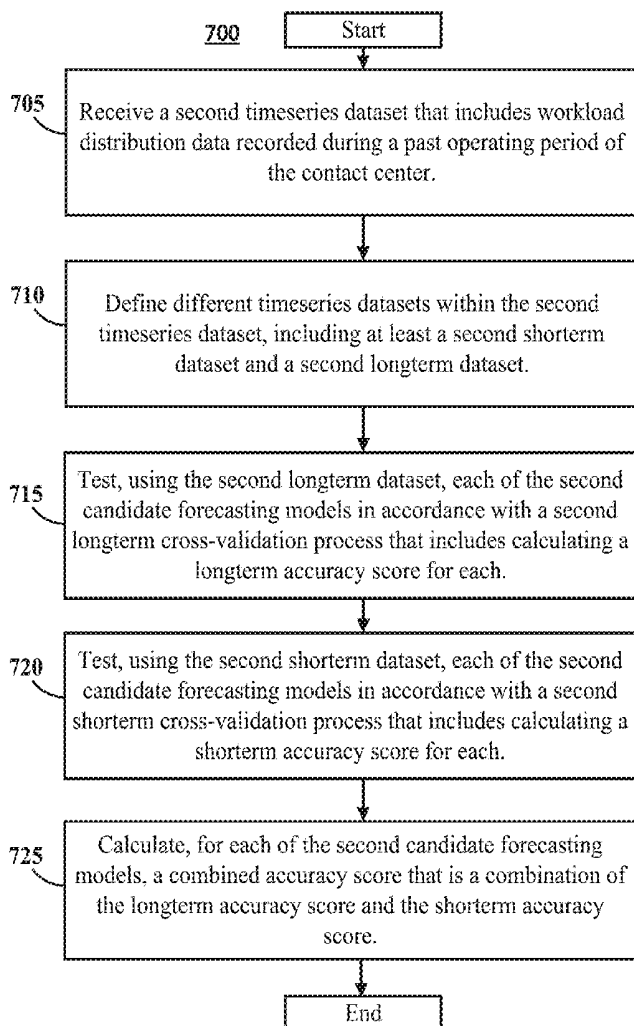 700
Start
705
Receive a second timeseries dataset that includes workload
distribution data recorded during a past operating period of
the contact center.
710
Define different timeseries datasets within the second
timeseries dataset, including at least a second shorterm
dataset and a second longterm dataset.
715
Test, using the second longterm dataset, each of the second
candidate forecasting models in accordance with a second
longterm cross-validation process that includes calculating a
longterm accuracy score for each.
720
Test, using the second shorterm dataset, each of the second
candidate forecasting models in accordance with a second
shorterm cross-validation process that includes calculating a
shorterm accuracy score for each.
725
Calculate, for each of the second candidate forecasting
models, a combined accuracy score that is a combination of
the longterm accuracy score and the shorterm accuracy
score.
End